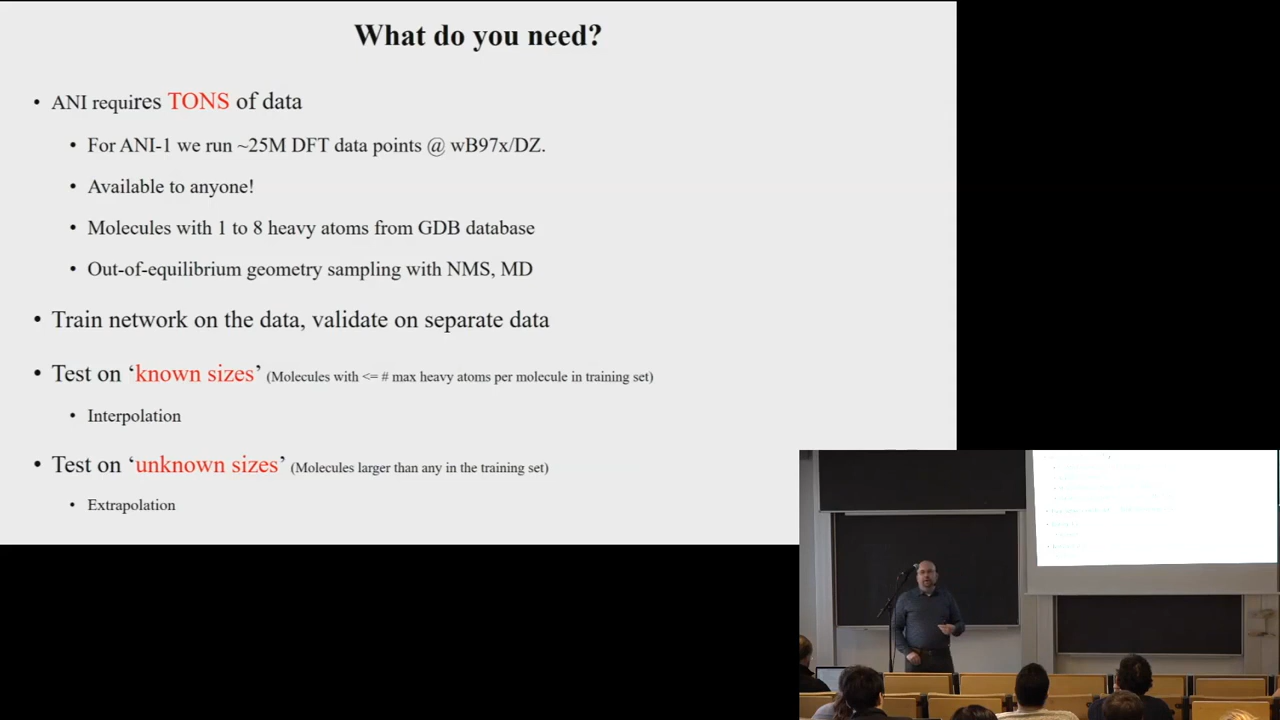 What do you need?
• ANI requires TONS of data
• For ANI-1 we run ~25M DFT data points @ wB97x/DZ.
• Available to anyone!
• Molecules with 1 to 8 heavy atoms from GDB database
• Out-of-equilibrium geometry sampling with NMS, MD
• Train network on the data, validate on separate data
• Test on ‘known sizes’ (Molecules with <= # max heavy atoms per molecule in training set)
• Interpolation
• Test on ‘unknown sizes’ (Molecules larger than any in the training set)
• Extrapolation